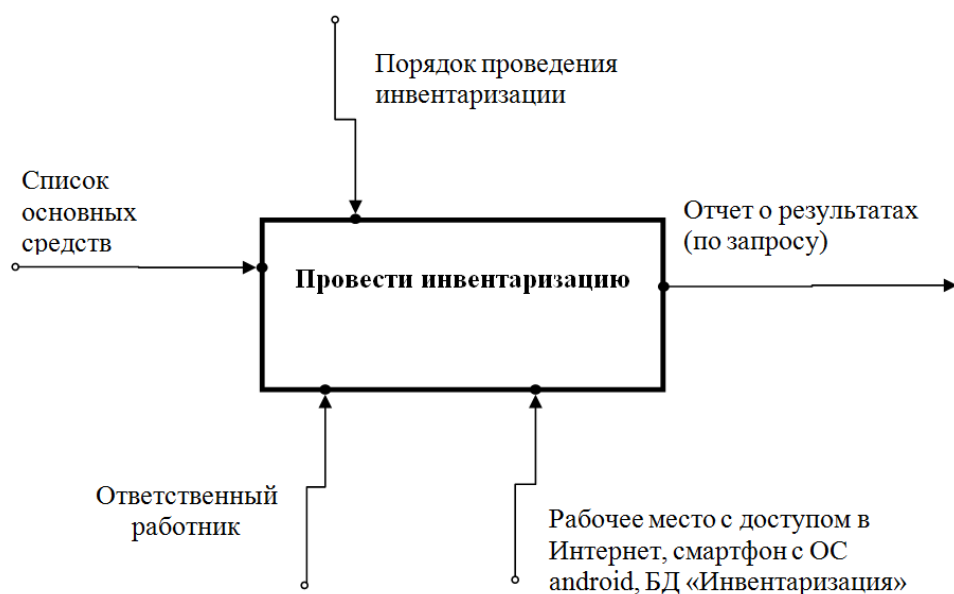 Порядок проведения
инвентаризации
Список
основных
средств
Отчет о результатах
(по запросу)
Провести инвентаризацию
Ответственный
работник
Рабочее место с доступом в
Интернет, смартфон с ОС
android, БД «Инвентаризация»